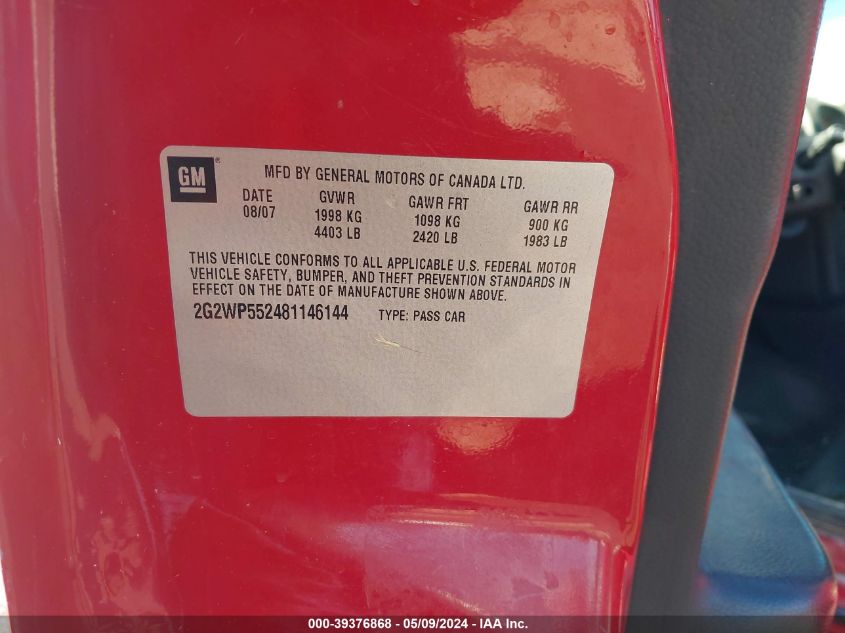 GM ® MFD BY GENERAL MOTORS OF CANADA LTD.
DATE GVWR GAWR FRT GAWR RR
08/07 1998 KG 1098 KG 900 KG
4403 LB 2420 LB 1983 LB
THIS VEHICLE CONFORMS TO ALL APPLICABLE U.S. FEDERAL MOTOR
VEHICLE SAFETY, BUMPER, AND THEFT PREVENTION STANDARDS IN
EFFECT ON THE DATE OF MANUFACTURE SHOWN ABOVE.
2G2WP552481146144 TYPE: PASS CAR
000-39376868 - 05/09/2024 - IAA Inc.